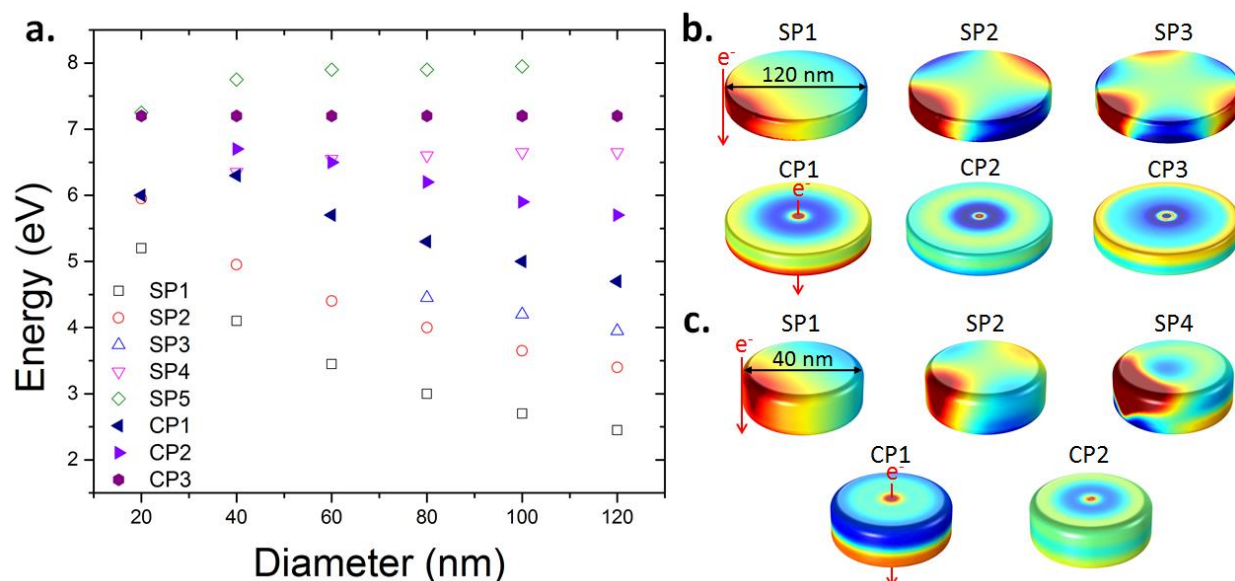 a.
Energy (eV)
8
7
6
5
4
3
2
SP1
SP2
SP3
SP4
SP5
CP1
CP2
CP3
20 40 60 80 100 120
Diameter (nm)
b.
SP1 SP2 SP3
e-
120 nm
CP1 CP2 CP3
e-
c.
SP1 SP2 SP4
e-
40 nm
CP1 CP2
e-